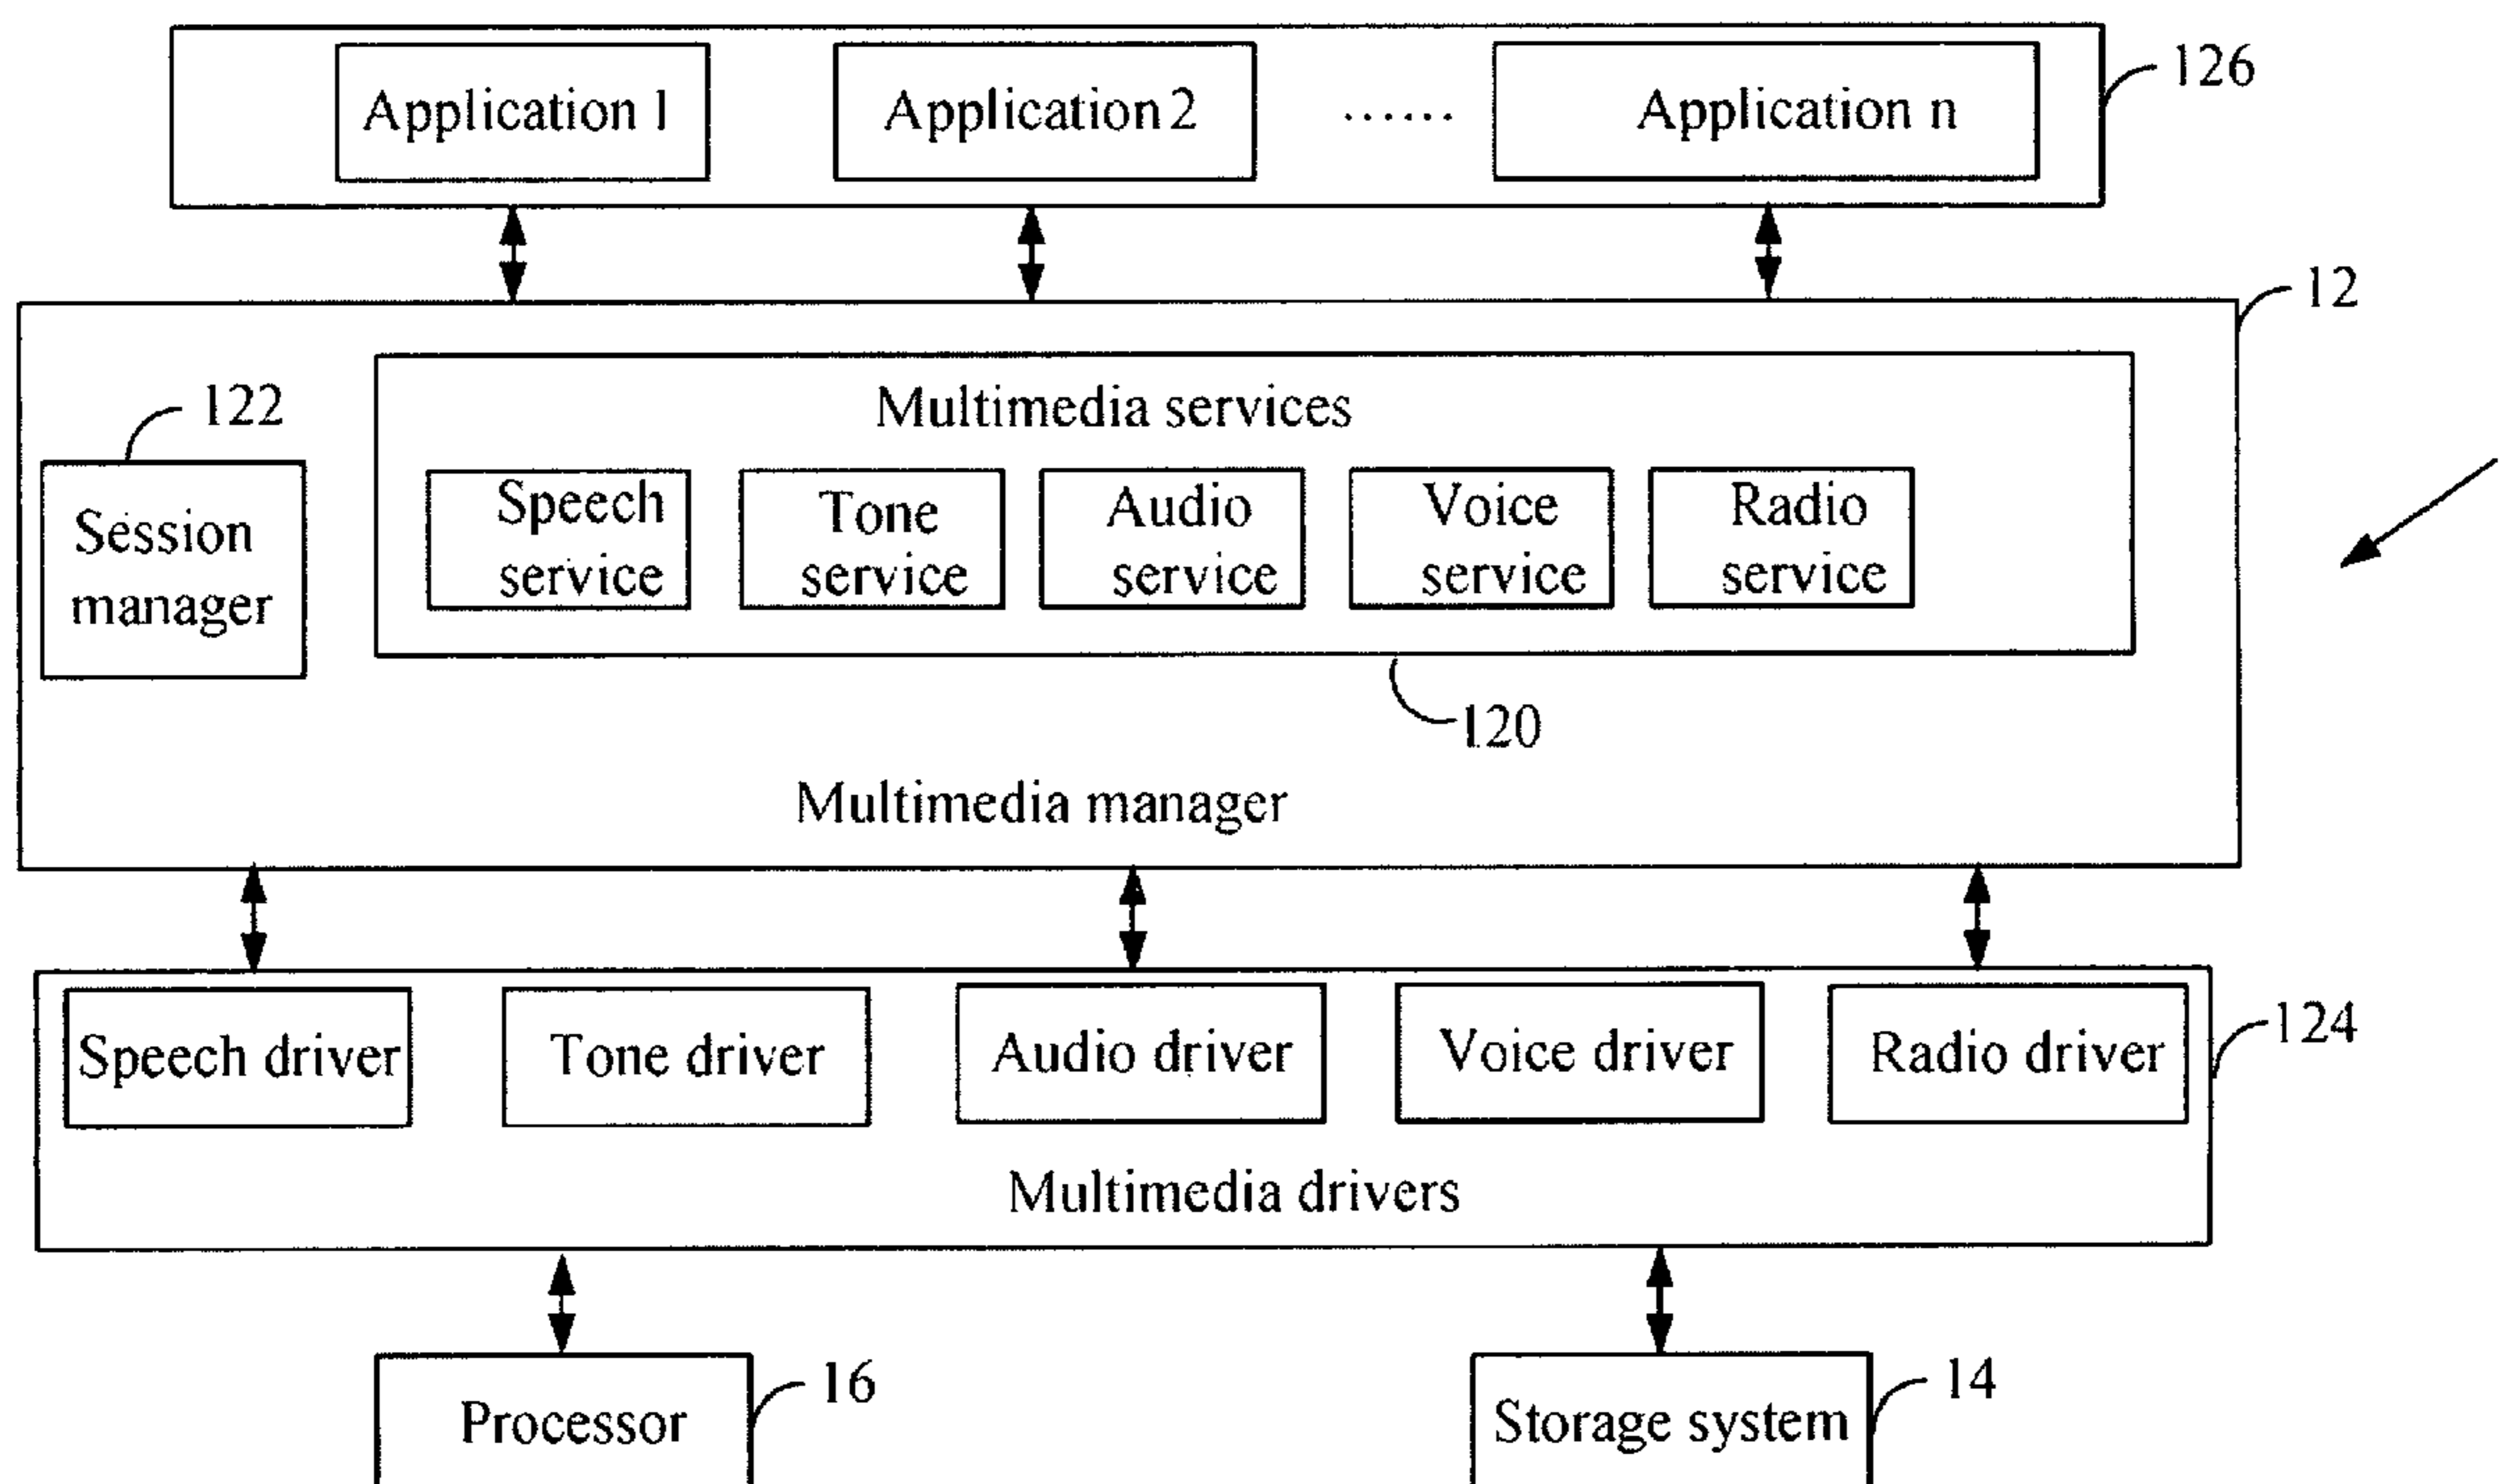 Application 1
Application 2
......
Application n
126
12
Multimedia services
122
Session
manager
Speech
service
Tone
service
Audio
service
Voice
service
Radio
service
120
Multimedia manager
Speech driver
Tone driver
Audio driver
Voice driver
Radio driver
124
Multimedia drivers
Processor
16
Storage system
14